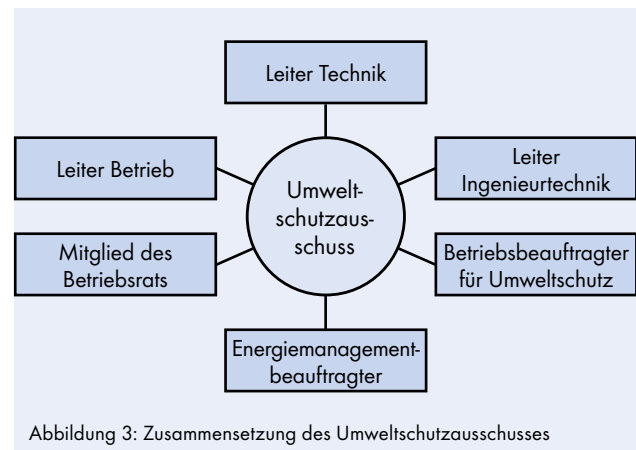 Leiter Technik
Leiter Betrieb
Leiter
Ingenieurtechnik
Umwelt-
schutzaus-
schuss
Mitglied des
Betriebsrats
Betriebsbeauftragter
für Umweltschutz
Energiemanagement-
beauftragter
Abbildung 3: Zusammensetzung des Umweltschutzausschusses